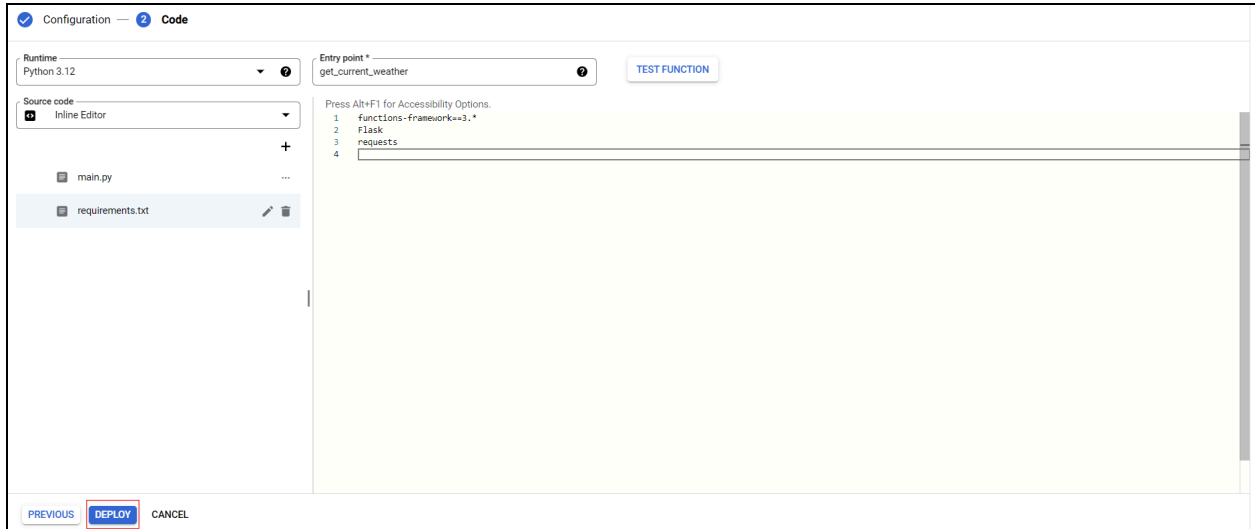 Configuration — 2 Code
Runtime
Python 3.12
Entry point *
get_current_weather
TEST FUNCTION
Source code
Inline Editor
+
main.py
...
requirements.txt
Press Alt+F1 for Accessibility Options.
1 functions-framework==3.*
2 Flask
3 requests
4
PREVIOUS DEPLOY CANCEL